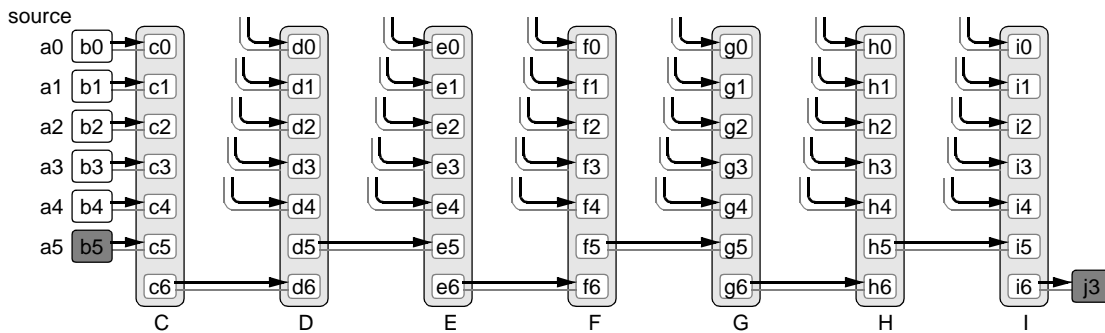 source
a0 b0 c0 d0 e0 f0 g0 h0 i0
a1 b1 c1 d1 e1 f1 g1 h1 i1
a2 b2 c2 d2 e2 f2 g2 h2 i2
a3 b3 c3 d3 e3 f3 g3 h3 i3
a4 b4 c4 d4 e4 f4 g4 h4 i4
a5 b5 c5 d5 e5 f5 g5 h5 i5
c6 d6 e6 f6 g6 h6 i6 j3
C D E F G H I